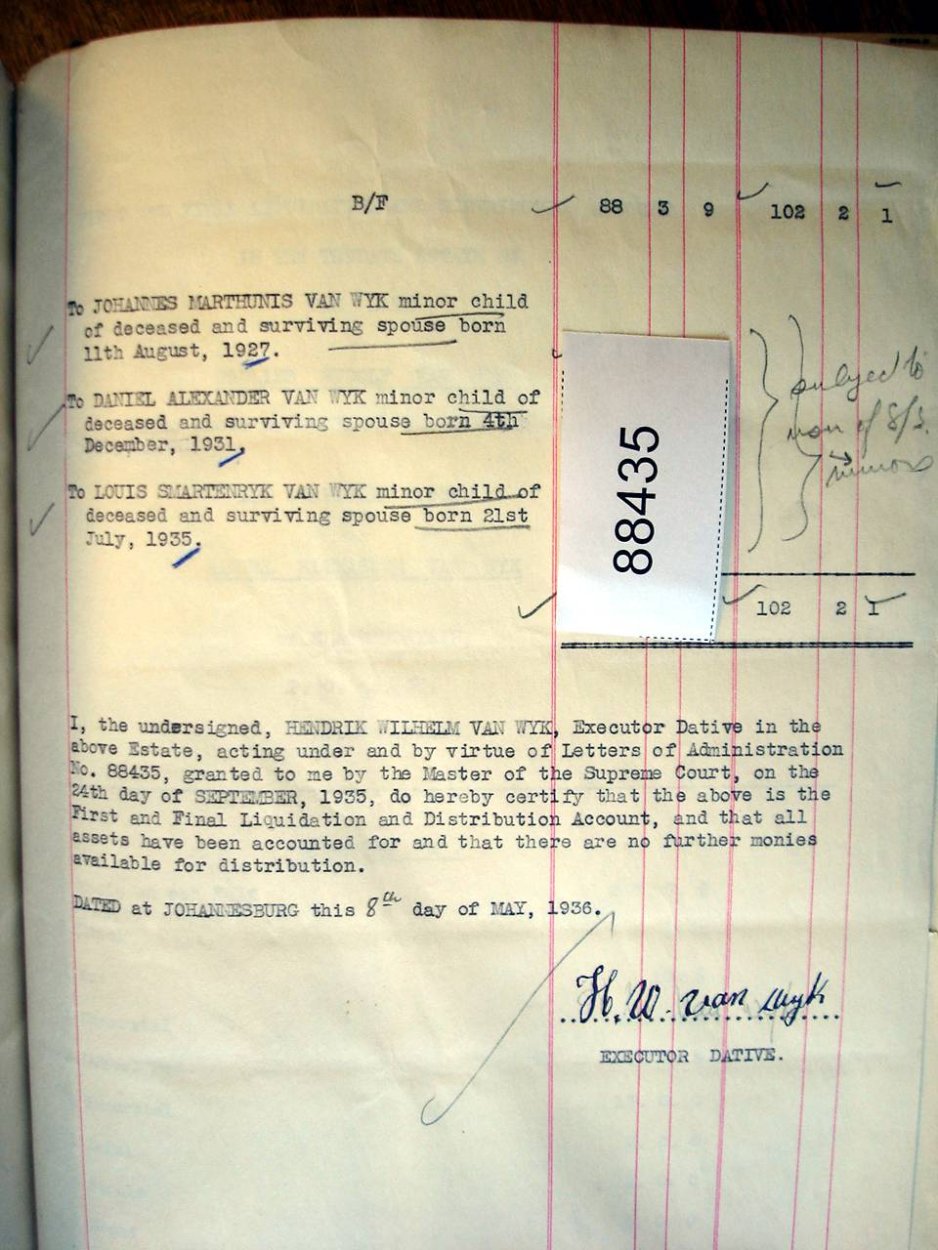 B/F 88 3 9 102 2 1
To JOHANNES MARTHUNIS VAN WYK minor child
of deceased and surviving spouse born
11th August, 1927.
To DANIEL ALEXANDER VAN WYK minor child of
deceased and surviving spouse born 4th
December, 1931,
To LOUIS SMARTENRYK VAN WYK minor child of
deceased and surviving spouse born 21st
July, 1935.
subject to
of S/S.
minors
88435
102 2 1
I, the undersigned, HENDRIK WILHELM VAN WYK, Executor Dative in the
above Estate, acting under and by virtue of Letters of Administration
No. 88435, granted to me by the Master of the Supreme Court, on the
24th day of SEPTEMBER, 1935, do hereby certify that the above is the
First and Final Liquidation and Distribution Account, and that all
assets have been accounted for and that there are no further monies
available for distribution.
DATED at JOHANNESBURG this 8th day of MAY, 1936.
H. W. van Wyk
EXECUTOR DATIVE.